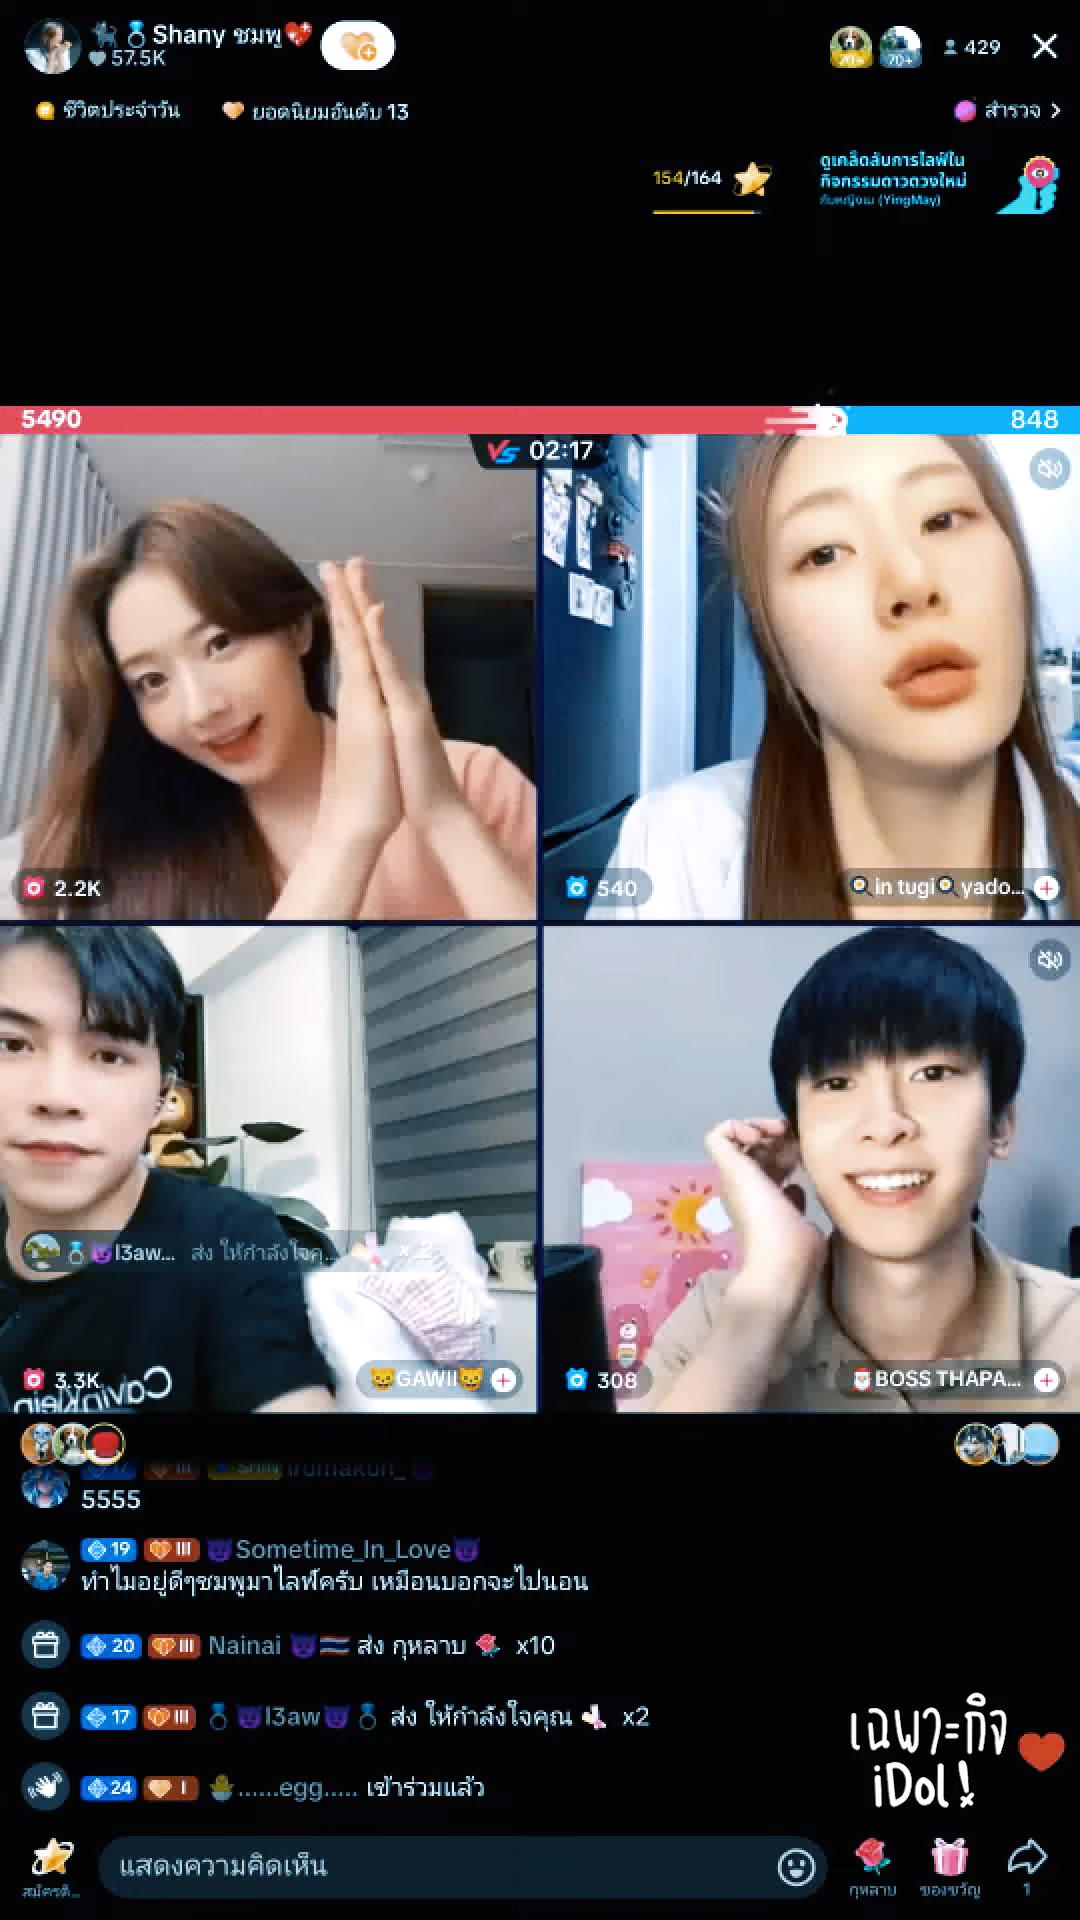 Shany ชมพู
57.5K
429
ชีวิตประจำวัน
ยอดนิยมอันดับ 13
สำรวจ
154/164
ดูเคล็ดลับการไลฟ์ใน
กิจกรรมดาวดวงใหม่
(YingMay)
5490
848
VS 02:17
2.2K
540
in tugi yado...
l3aw... ส่ง ให้กำลังใจคุ... x 2
3.3K
GAWII
308
BOSS THAPA...
5555
19 III Sometime_In_Love
ทำไมอยู่ดีๆชมพูมาไลฟ์ครับ เหมือนบอกจะไปนอน
20 III Nainai ส่ง กุหลาบ x10
17 III l3aw ส่ง ให้กำลังใจคุณ x2
24 I ......egg..... เข้าร่วมแล้ว
เฉพาะกิจ
iDol!
แสดงความคิดเห็น
กุหลาบ
ของขวัญ
1